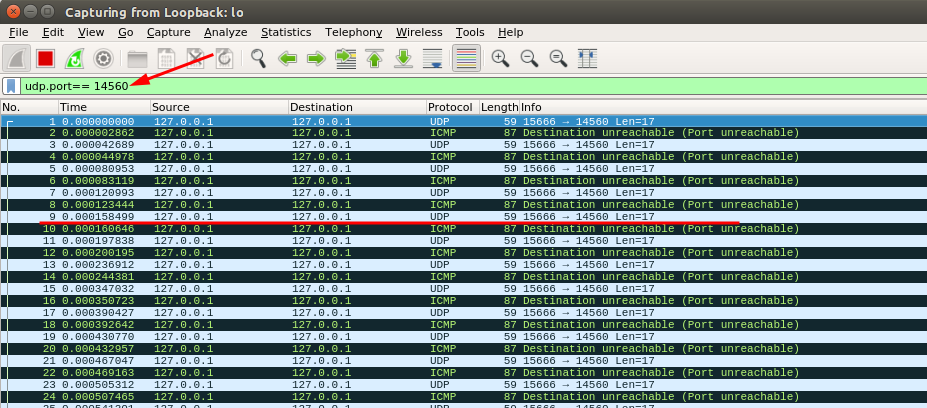 Capturing from Loopback: lo
File Edit View Go Capture Analyze Statistics Telephony Wireless Tools Help
udp.port== 14560
No. Time Source Destination Protocol Length Info
1 0.000000000 127.0.0.1 127.0.0.1 UDP 59 15666 → 14560 Len=17
2 0.000002862 127.0.0.1 127.0.0.1 ICMP 87 Destination unreachable (Port unreachable)
3 0.000042689 127.0.0.1 127.0.0.1 UDP 59 15666 → 14560 Len=17
4 0.000044978 127.0.0.1 127.0.0.1 ICMP 87 Destination unreachable (Port unreachable)
5 0.000080953 127.0.0.1 127.0.0.1 UDP 59 15666 → 14560 Len=17
6 0.000083119 127.0.0.1 127.0.0.1 ICMP 87 Destination unreachable (Port unreachable)
7 0.000120993 127.0.0.1 127.0.0.1 UDP 59 15666 → 14560 Len=17
8 0.000123444 127.0.0.1 127.0.0.1 ICMP 87 Destination unreachable (Port unreachable)
9 0.000158499 127.0.0.1 127.0.0.1 UDP 59 15666 → 14560 Len=17
10 0.000160646 127.0.0.1 127.0.0.1 ICMP 87 Destination unreachable (Port unreachable)
11 0.000197838 127.0.0.1 127.0.0.1 UDP 59 15666 → 14560 Len=17
12 0.000200195 127.0.0.1 127.0.0.1 ICMP 87 Destination unreachable (Port unreachable)
13 0.000236912 127.0.0.1 127.0.0.1 UDP 59 15666 → 14560 Len=17
14 0.000244381 127.0.0.1 127.0.0.1 ICMP 87 Destination unreachable (Port unreachable)
15 0.000347032 127.0.0.1 127.0.0.1 UDP 59 15666 → 14560 Len=17
16 0.000350723 127.0.0.1 127.0.0.1 ICMP 87 Destination unreachable (Port unreachable)
17 0.000390427 127.0.0.1 127.0.0.1 UDP 59 15666 → 14560 Len=17
18 0.000392642 127.0.0.1 127.0.0.1 ICMP 87 Destination unreachable (Port unreachable)
19 0.000430770 127.0.0.1 127.0.0.1 UDP 59 15666 → 14560 Len=17
20 0.000432957 127.0.0.1 127.0.0.1 ICMP 87 Destination unreachable (Port unreachable)
21 0.000467047 127.0.0.1 127.0.0.1 UDP 59 15666 → 14560 Len=17
22 0.000469163 127.0.0.1 127.0.0.1 ICMP 87 Destination unreachable (Port unreachable)
23 0.000505312 127.0.0.1 127.0.0.1 UDP 59 15666 → 14560 Len=17
24 0.000507465 127.0.0.1 127.0.0.1 ICMP 87 Destination unreachable (Port unreachable)